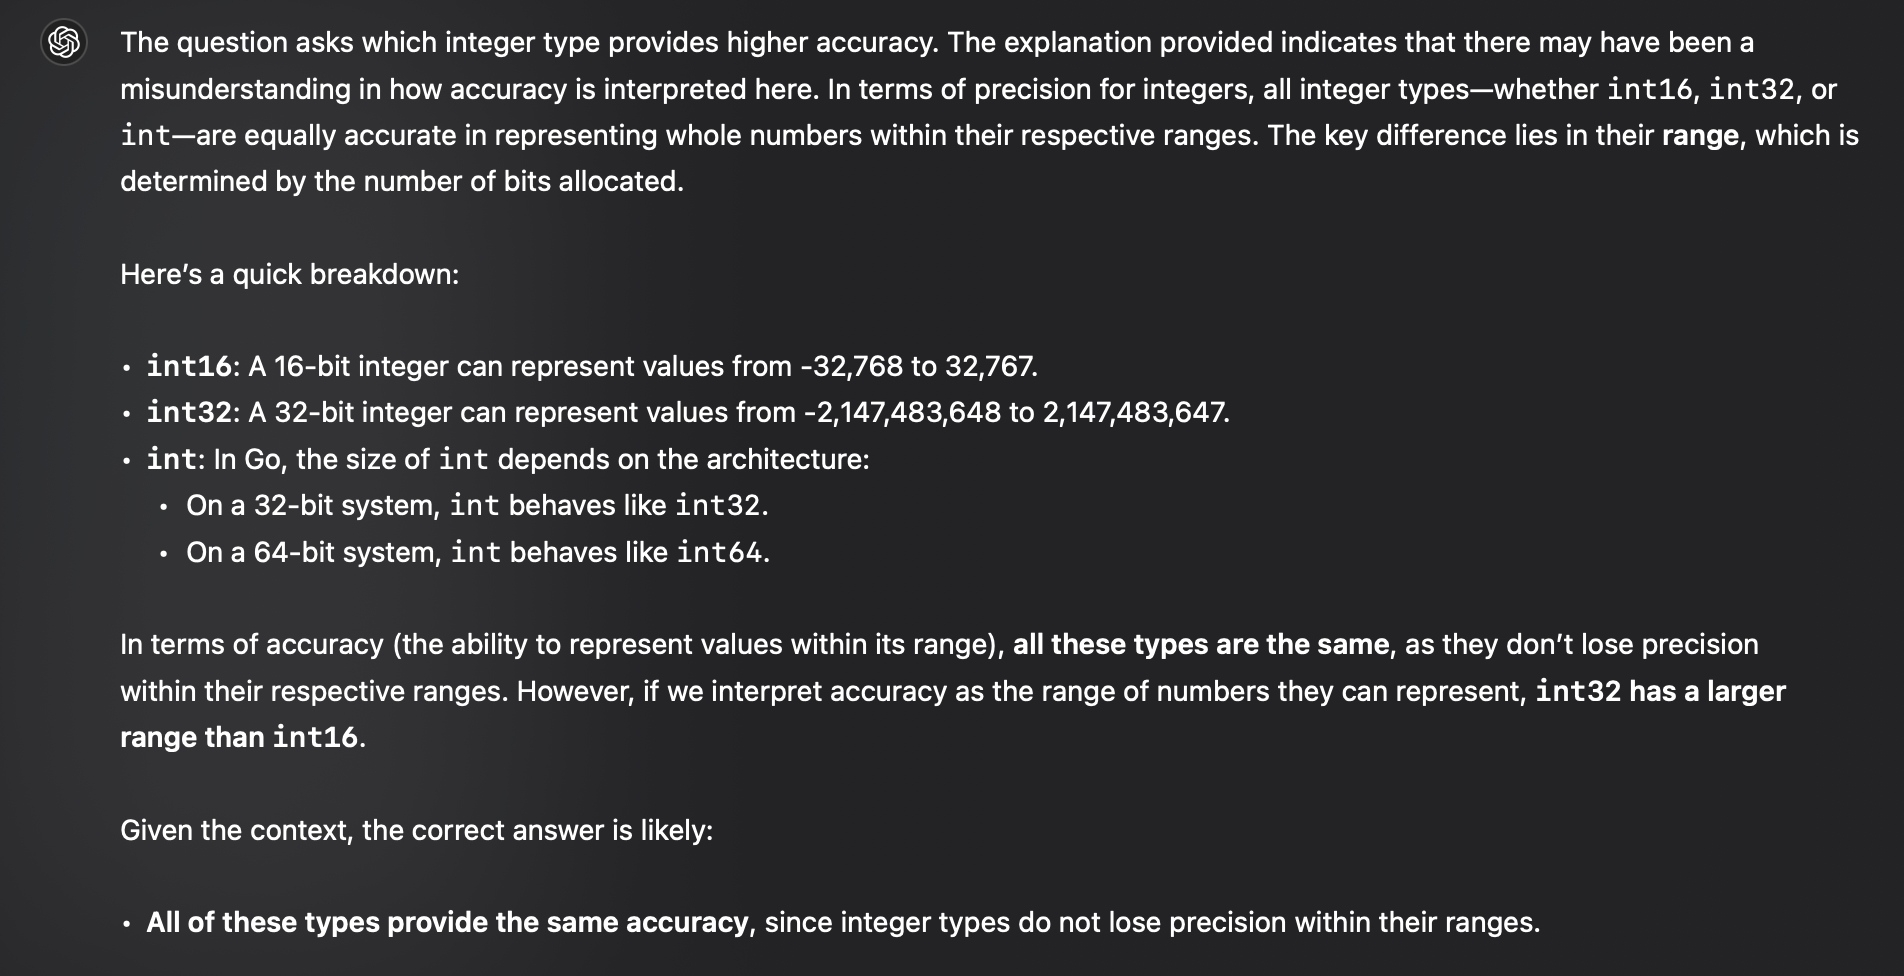 The question asks which integer type provides higher accuracy. The explanation provided indicates that there may have been a
misunderstanding in how accuracy is interpreted here. In terms of precision for integers, all integer types—whether int16, int32, or
int—are equally accurate in representing whole numbers within their respective ranges. The key difference lies in their range, which is
determined by the number of bits allocated.
Here’s a quick breakdown:
• int16: A 16-bit integer can represent values from -32,768 to 32,767.
• int32: A 32-bit integer can represent values from -2,147,483,648 to 2,147,483,647.
• int: In Go, the size of int depends on the architecture:
• On a 32-bit system, int behaves like int32.
• On a 64-bit system, int behaves like int64.
In terms of accuracy (the ability to represent values within its range), all these types are the same, as they don’t lose precision
within their respective ranges. However, if we interpret accuracy as the range of numbers they can represent, int32 has a larger
range than int16.
Given the context, the correct answer is likely:
• All of these types provide the same accuracy, since integer types do not lose precision within their ranges.